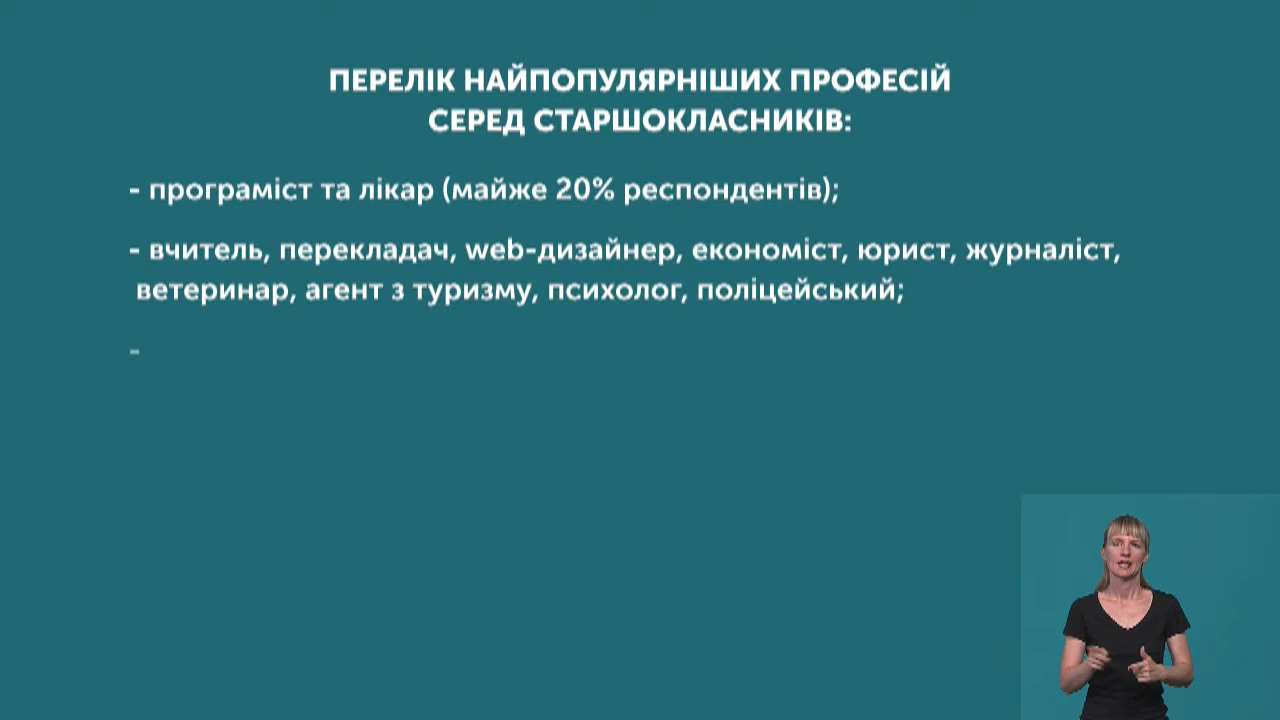 ПЕРЕЛІК НАЙПОПУЛЯРНІШИХ ПРОФЕСІЙ
СЕРЕД СТАРШОКЛАСНИКІВ:
- програміст та лікар (майже 20% респондентів);
- вчитель, перекладач, web-дизайнер, економіст, юрист, журналіст,
ветеринар, агент з туризму, психолог, поліцейський;
-